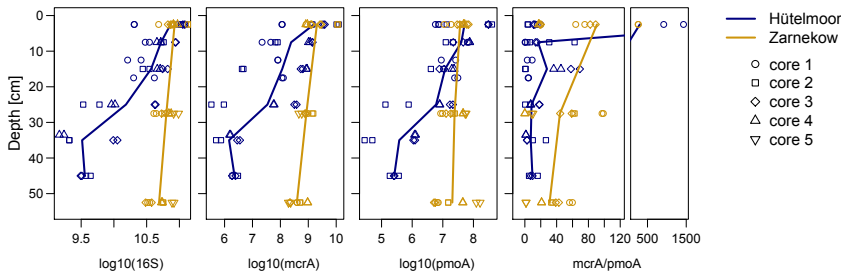 0
10
20
30
40
50
Depth [cm]
9.5 10.9
log10(16S)
6 7 8 9 10
log10(mcrA)
5 6 7 8
log10(pmoA)
0 40 80 120 500 1500
mcrA/pmoA
Hütelmoor
Zarnekow
core 1
core 2
core 3
core 4
core 5